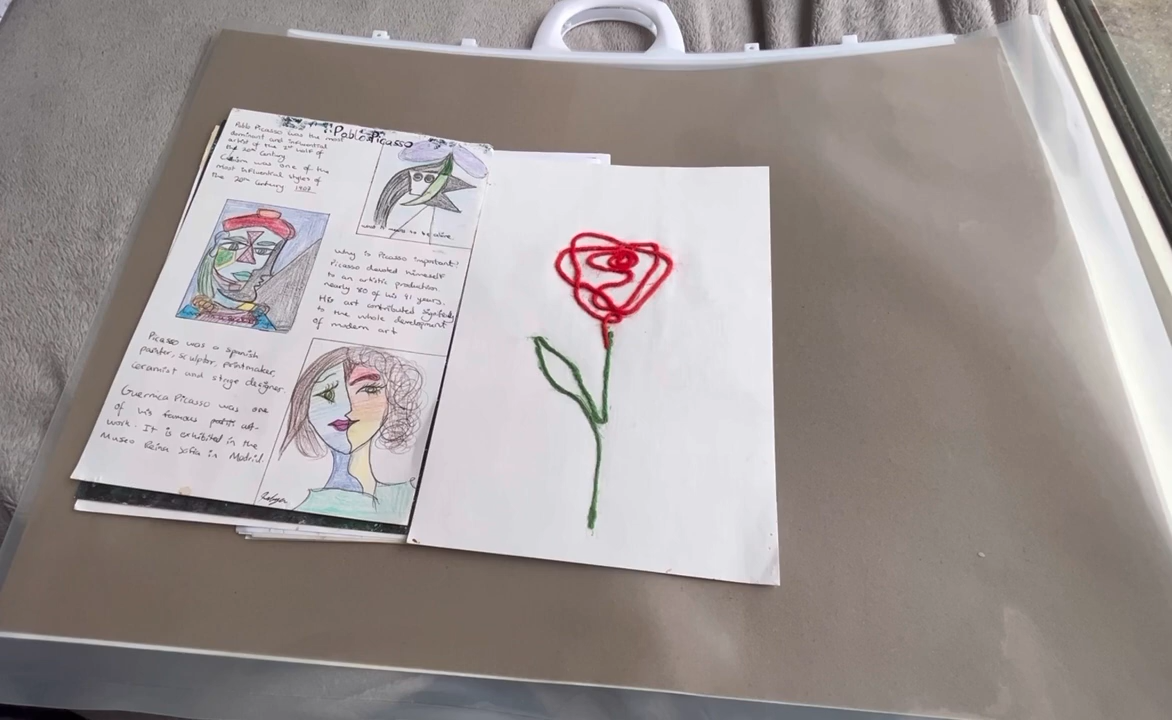 Pablo Picasso
Pablo Picasso was the most
dominant and influential
artist of the 1st half of
the 20th Century
Cubism was one of the
most influential styles of
the 20th Century 1907
to be alive
Why is Picasso important?
Picasso devoted himself
to an artistic production
nearly 80 of his 91 years.
His art contributed
to the whole development
of modern art
Picasso was a spanish
painter, sculptor, printmaker,
ceramist and stage designer.
Guernica Picasso was one
of his famous art-
work. It is exhibited in the
Museo Reina Sofia in Madrid.